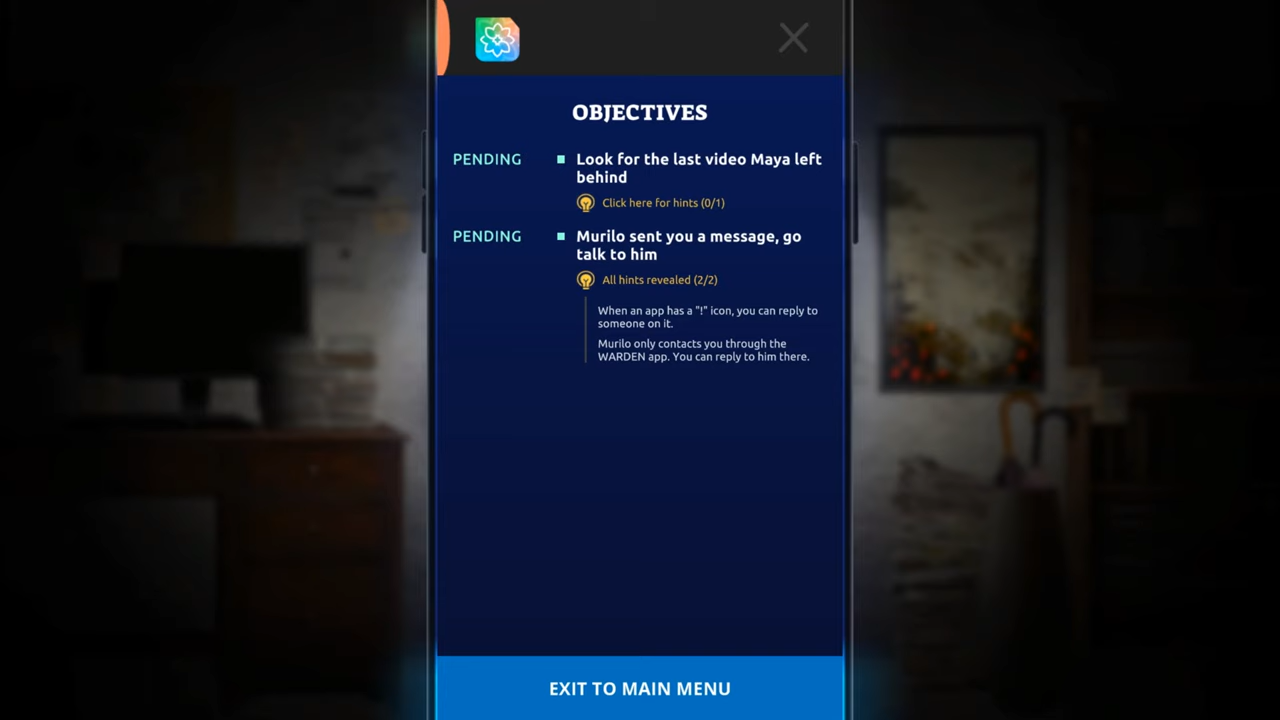 OBJECTIVES
PENDING
Look for the last video Maya left
behind
Click here for hints (0/1)
PENDING
Murilo sent you a message, go
talk to him
All hints revealed (2/2)
When an app has a "!" icon, you can reply to
someone on it.
Murilo only contacts you through the
WARDEN app. You can reply to him there.
EXIT TO MAIN MENU